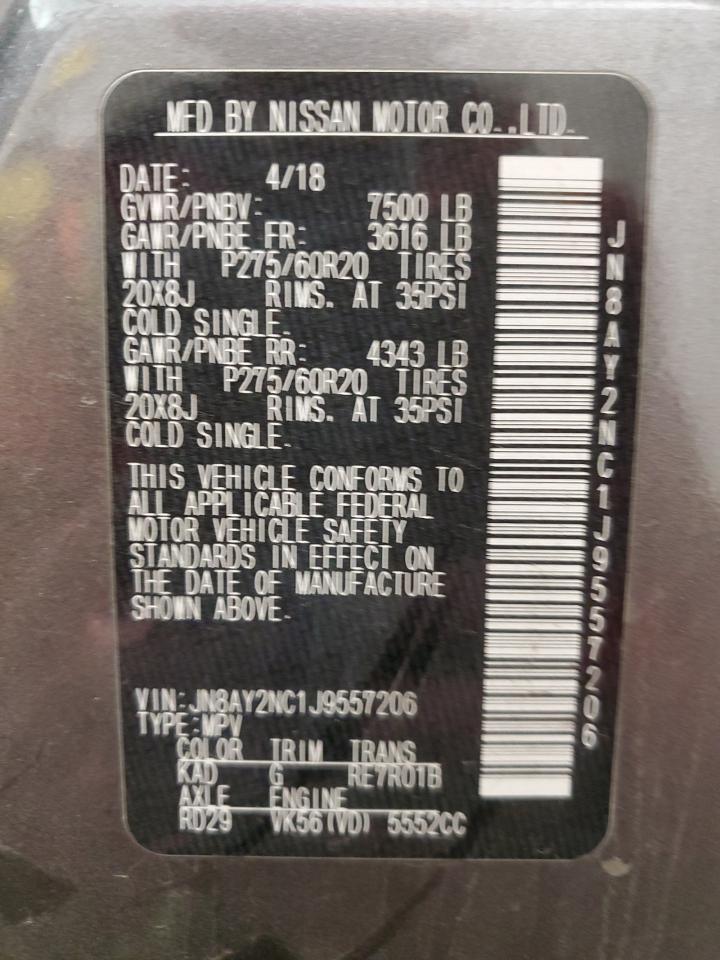 MFD BY NISSAN MOTOR CO.,LTD.
DATE: 4/18
GVWR/PNBV: 7500 LB
GAWR/PNBE FR: 3616 LB
WITH P275/60R20 TIRES
20X8J RIMS. AT 35PSI
COLD SINGLE.
GAWR/PNBE RR: 4343 LB
WITH P275/60R20 TIRES
20X8J RIMS. AT 35PSI
COLD SINGLE.
THIS VEHICLE CONFORMS TO
ALL APPLICABLE FEDERAL
MOTOR VEHICLE SAFETY
STANDARDS IN EFFECT ON
THE DATE OF MANUFACTURE
SHOWN ABOVE.
VIN:JN8AY2NC1J9557206
TYPE:MPV
COLOR TRIM TRANS
KAD G RE7R01B
AXLE ENGINE
RD29 VK56(VD) 5552CC
JN8AY2NC1J9557206